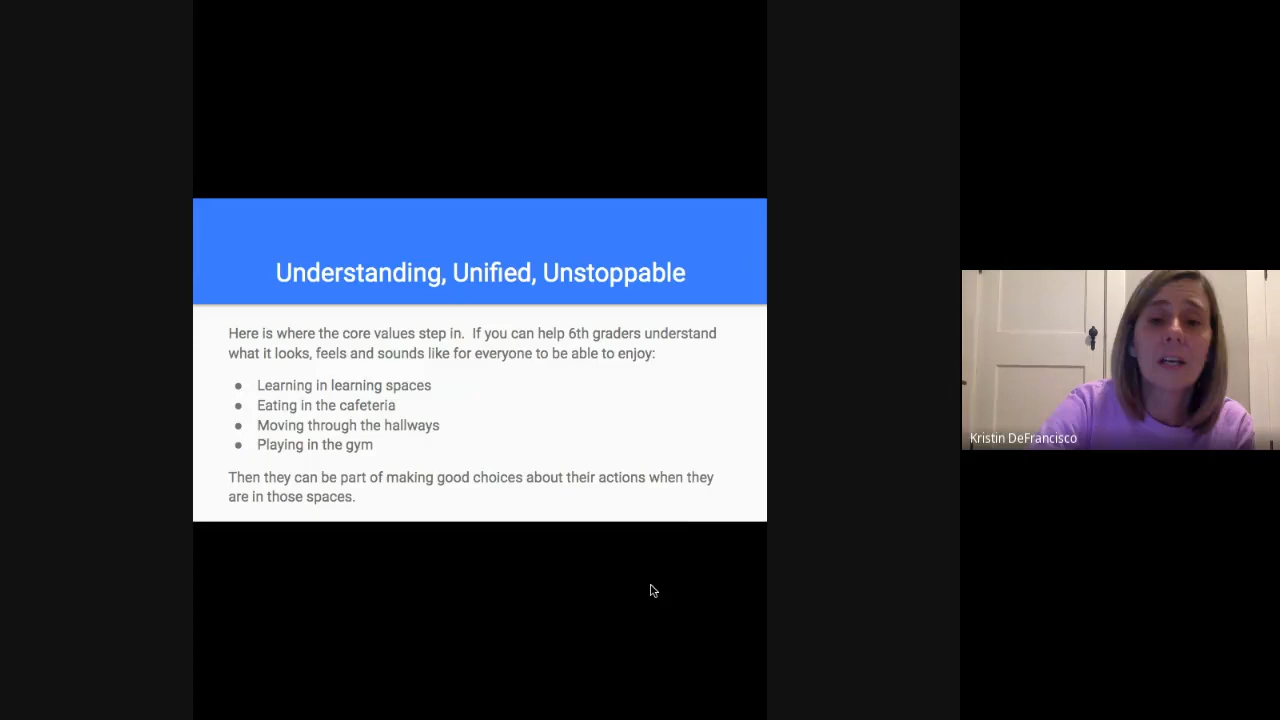 Understanding, Unified, Unstoppable
Here is where the core values step in.  If you can help 6th graders understand
what it looks, feels and sounds like for everyone to be able to enjoy:
● Learning in learning spaces
● Eating in the cafeteria
● Moving through the hallways
● Playing in the gym
Then they can be part of making good choices about their actions when they
are in those spaces.
Kristin DeFrancisco